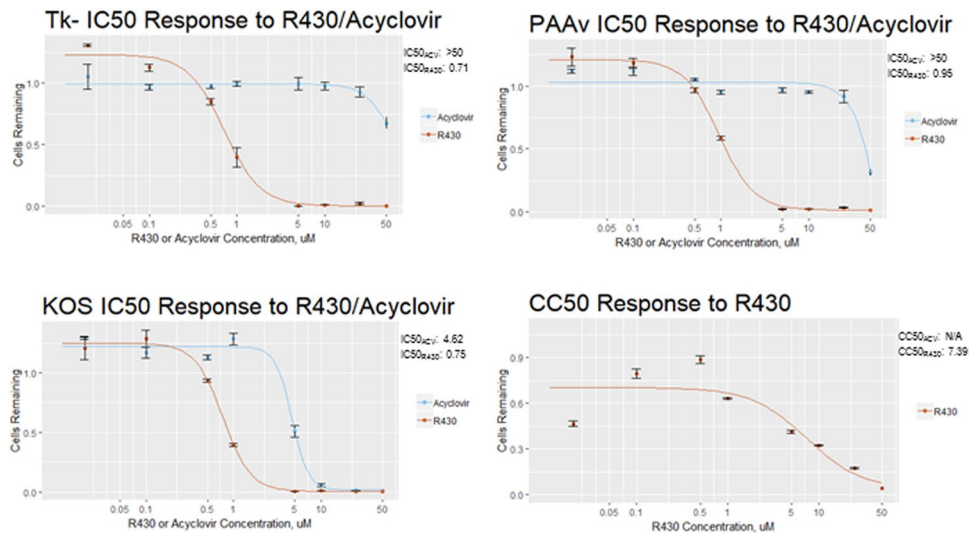 Tk- IC50 Response to R430/Acyclovir
IC50ACV: >50
IC50R430: 0.71
1.0
0.5
0.0
Cells Remaining
Acyclovir
R430
0.05 0.1 0.5 1 5 10 50
R430 or Acyclovir Concentration, uM
PAAv IC50 Response to R430/Acyclovir
IC50ACV: >50
IC50R430: 0.95
1.0
0.5
0.0
Cells Remaining
Acyclovir
R430
0.05 0.1 0.5 1 5 10 50
R430 or Acyclovir Concentration, uM
KOS IC50 Response to R430/Acyclovir
IC50ACV: 4.62
IC50R430: 0.75
1.0
0.5
0.0
Cells Remaining
Acyclovir
R430
0.05 0.1 0.5 1 5 10 50
R430 or Acyclovir Concentration, uM
CC50 Response to R430
CC50ACV: N/A
CC50R430: 7.39
0.9
0.6
0.3
0.0
Cells Remaining
R430
0.05 0.1 0.5 1 5 10 50
R430 Concentration, uM